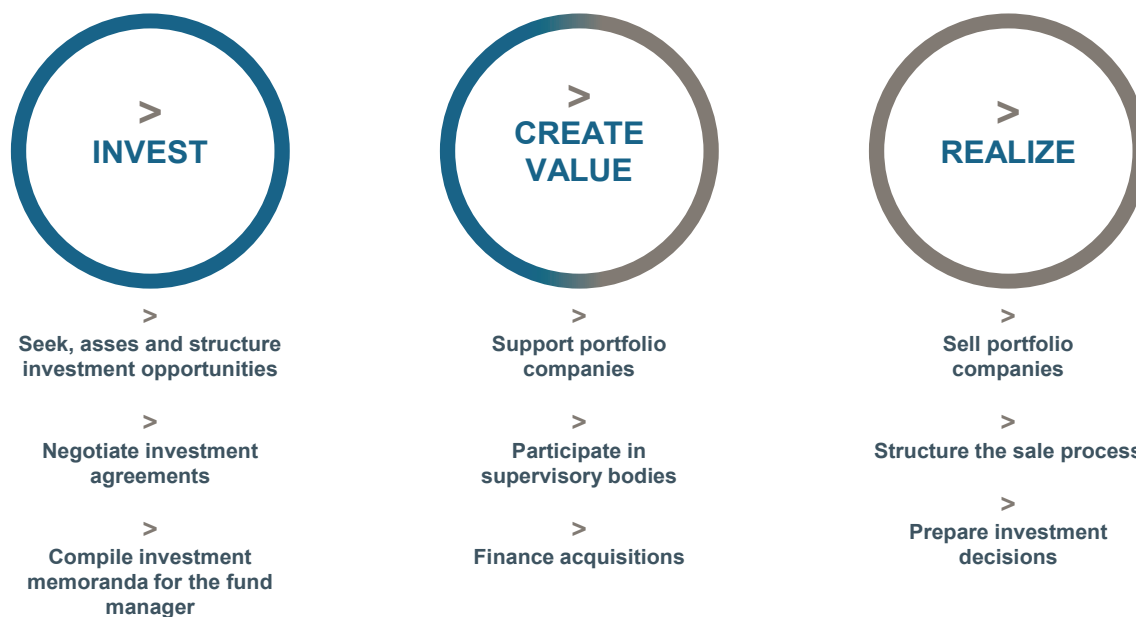 >
INVEST
>
Seek, asses and structure
investment opportunities
>
Negotiate investment
agreements
>
Compile investment
memoranda for the fund
manager
>
CREATE
VALUE
>
Support portfolio
companies
>
Participate in
supervisory bodies
>
Finance acquisitions
>
REALIZE
>
Sell portfolio
companies
>
Structure the sale process
>
Prepare investment
decisions